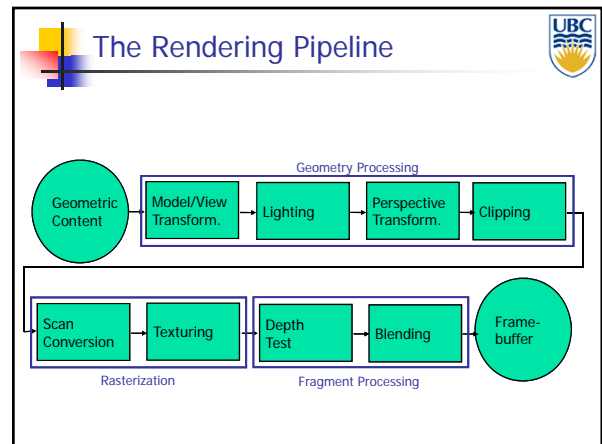 The Rendering Pipeline
UBC
Geometry Processing
Geometric
Content
Model/View
Transform.
Lighting
Perspective
Transform.
Clipping
Scan
Conversion
Texturing
Depth
Test
Blending
Frame-
buffer
Rasterization
Fragment Processing